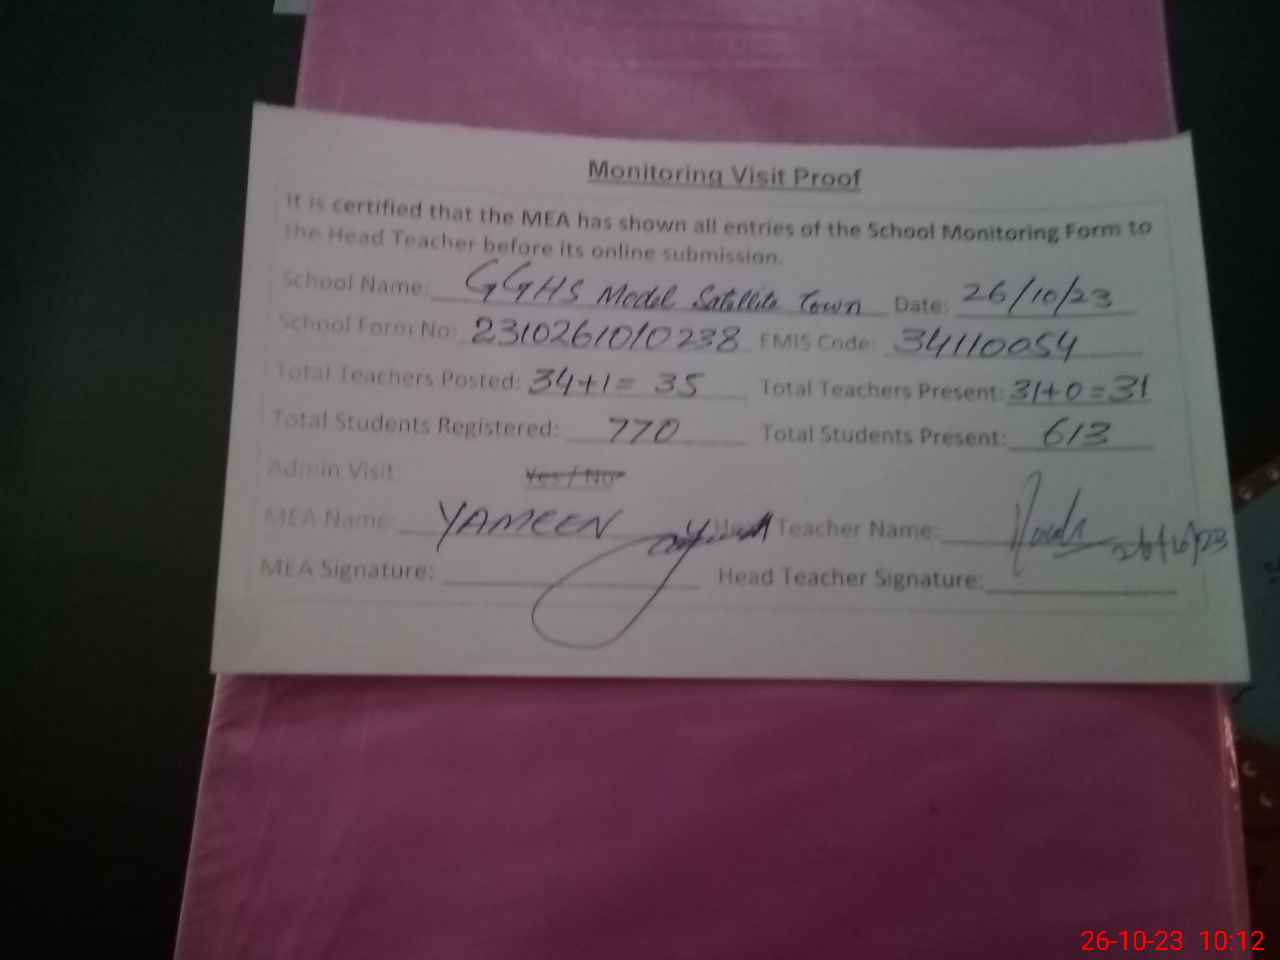 Monitoring Visit Proof
It is certified that the MEA has shown all entries of the School Monitoring Form to
the Head Teacher before its online submission.
School Name: GGHS Model Satellite Town Date: 26/10/23
School Form No: 2310261010238 EMIS Code: 34110054
Total Teachers Posted: 34+1= 35 Total Teachers Present: 31+0=31
Total Students Registered: 770 Total Students Present: 613
Admin Visit Yes / No
MEA Name: YAMEEN Head Teacher Name: 26/10/23
MEA Signature: Head Teacher Signature:
26-10-23 10:12